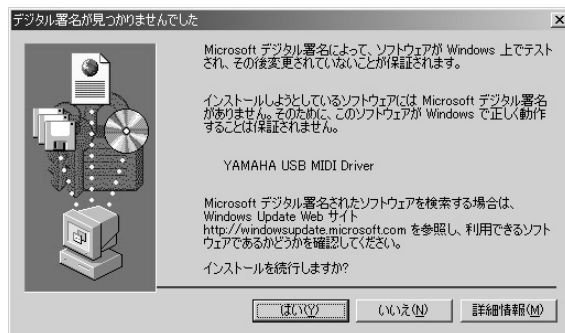 デジタル署名が見つかりませんでした
Microsoft デジタル署名によって、ソフトウェアが Windows 上でテスト
され、その後変更されていないことが保証されます。
インストールしようとしているソフトウェアには Microsoft デジタル署名
がありません。そのために、このソフトウェアが Windows で正しく動作
することは保証されません。
YAMAHA USB MIDI Driver
Microsoft デジタル署名されたソフトウェアを検索する場合は、
Windows Update Web サイト
http://windowsupdate.microsoft.com を参照し、利用できるソフト
ウェアであるかどうかを確認してください。
インストールを続行しますか?
はい(Y) いいえ(N) 詳細情報(M)